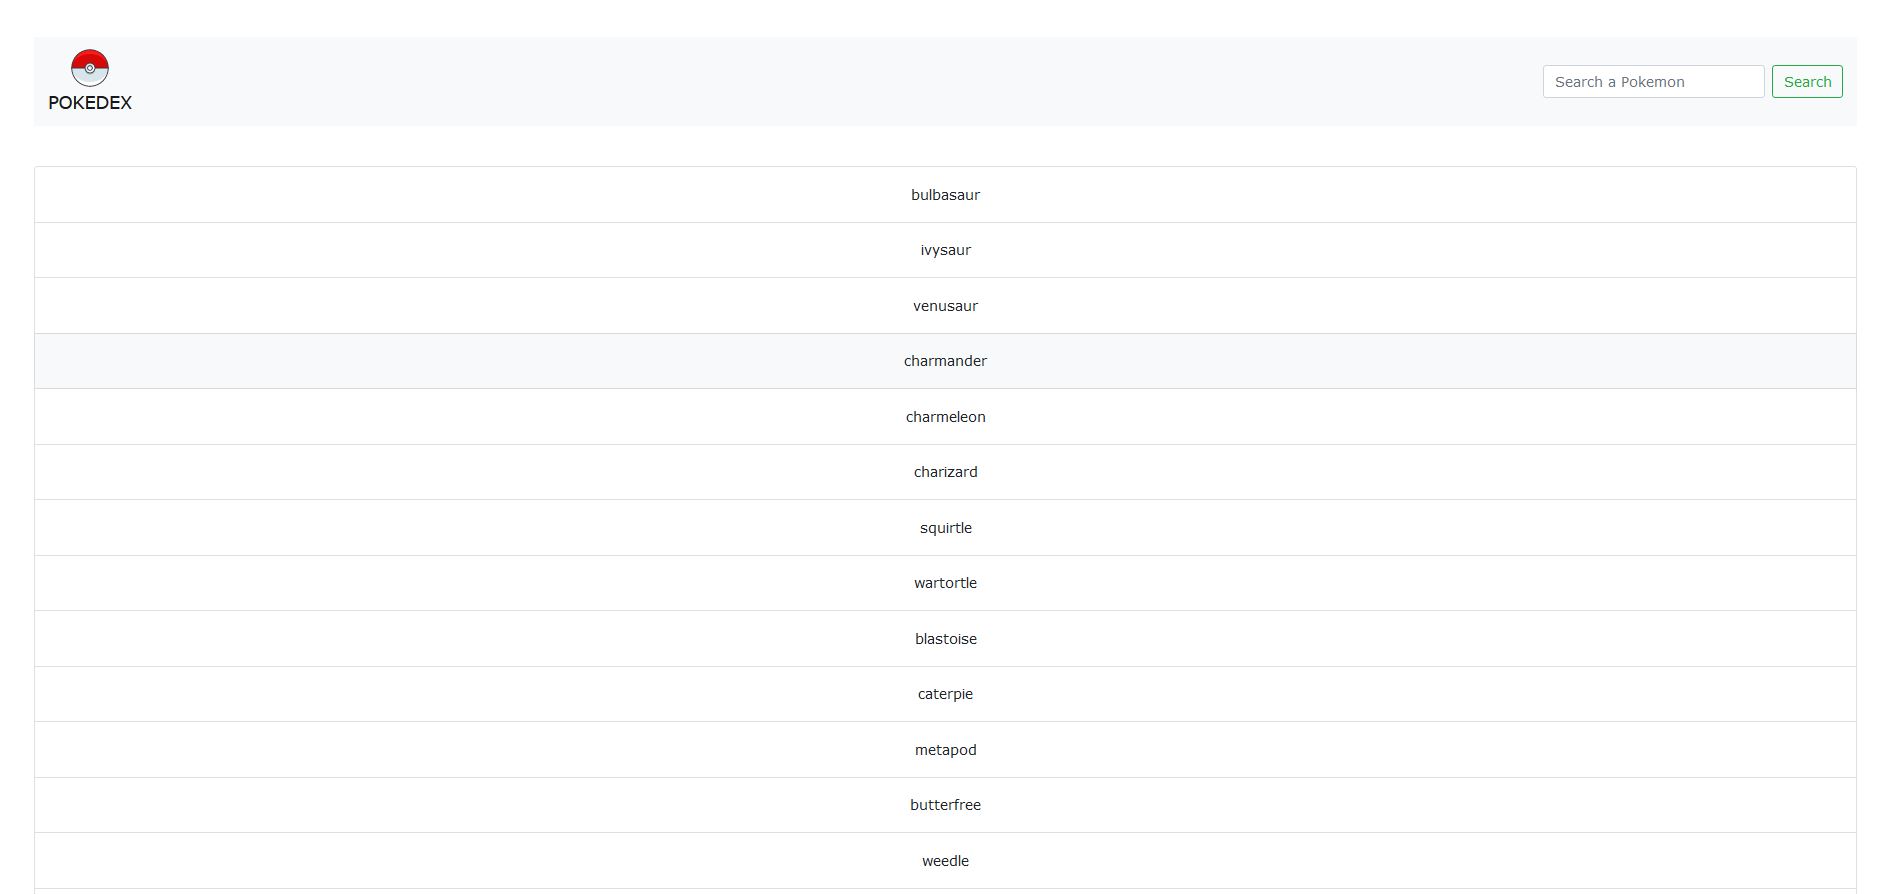 POKEDEX
Search a Pokemon
Search
bulbasaur
ivysaur
venusaur
charmander
charmeleon
charizard
squirtle
wartortle
blastoise
caterpie
metapod
butterfree
weedle